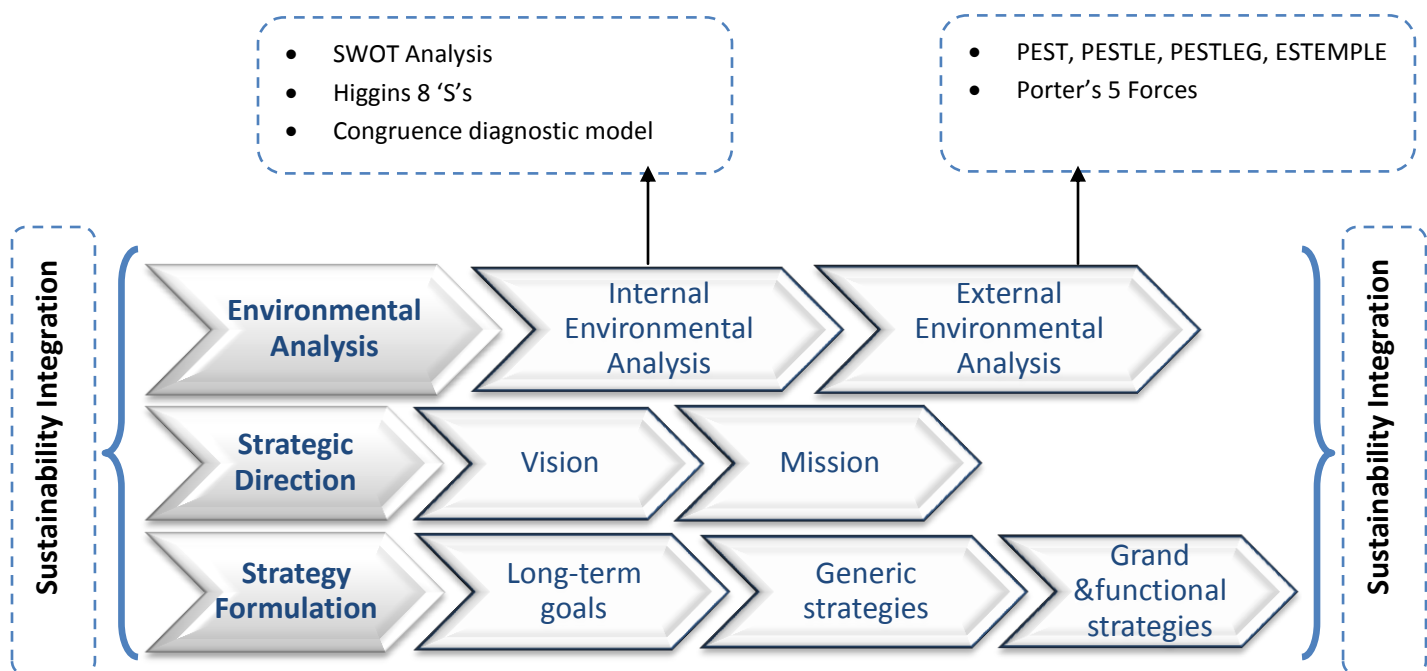 • SWOT Analysis
• Higgins 8 ‘S’s
• Congruence diagnostic model
• PEST, PESTLE, PESTLEG, ESTEMPLE
• Porter’s 5 Forces
Sustainability Integration
Environmental
Analysis
Internal
Environmental
Analysis
External
Environmental
Analysis
Strategic
Direction
Vision
Mission
Strategy
Formulation
Long-term
goals
Generic
strategies
Grand
&functional
strategies
Sustainability Integration